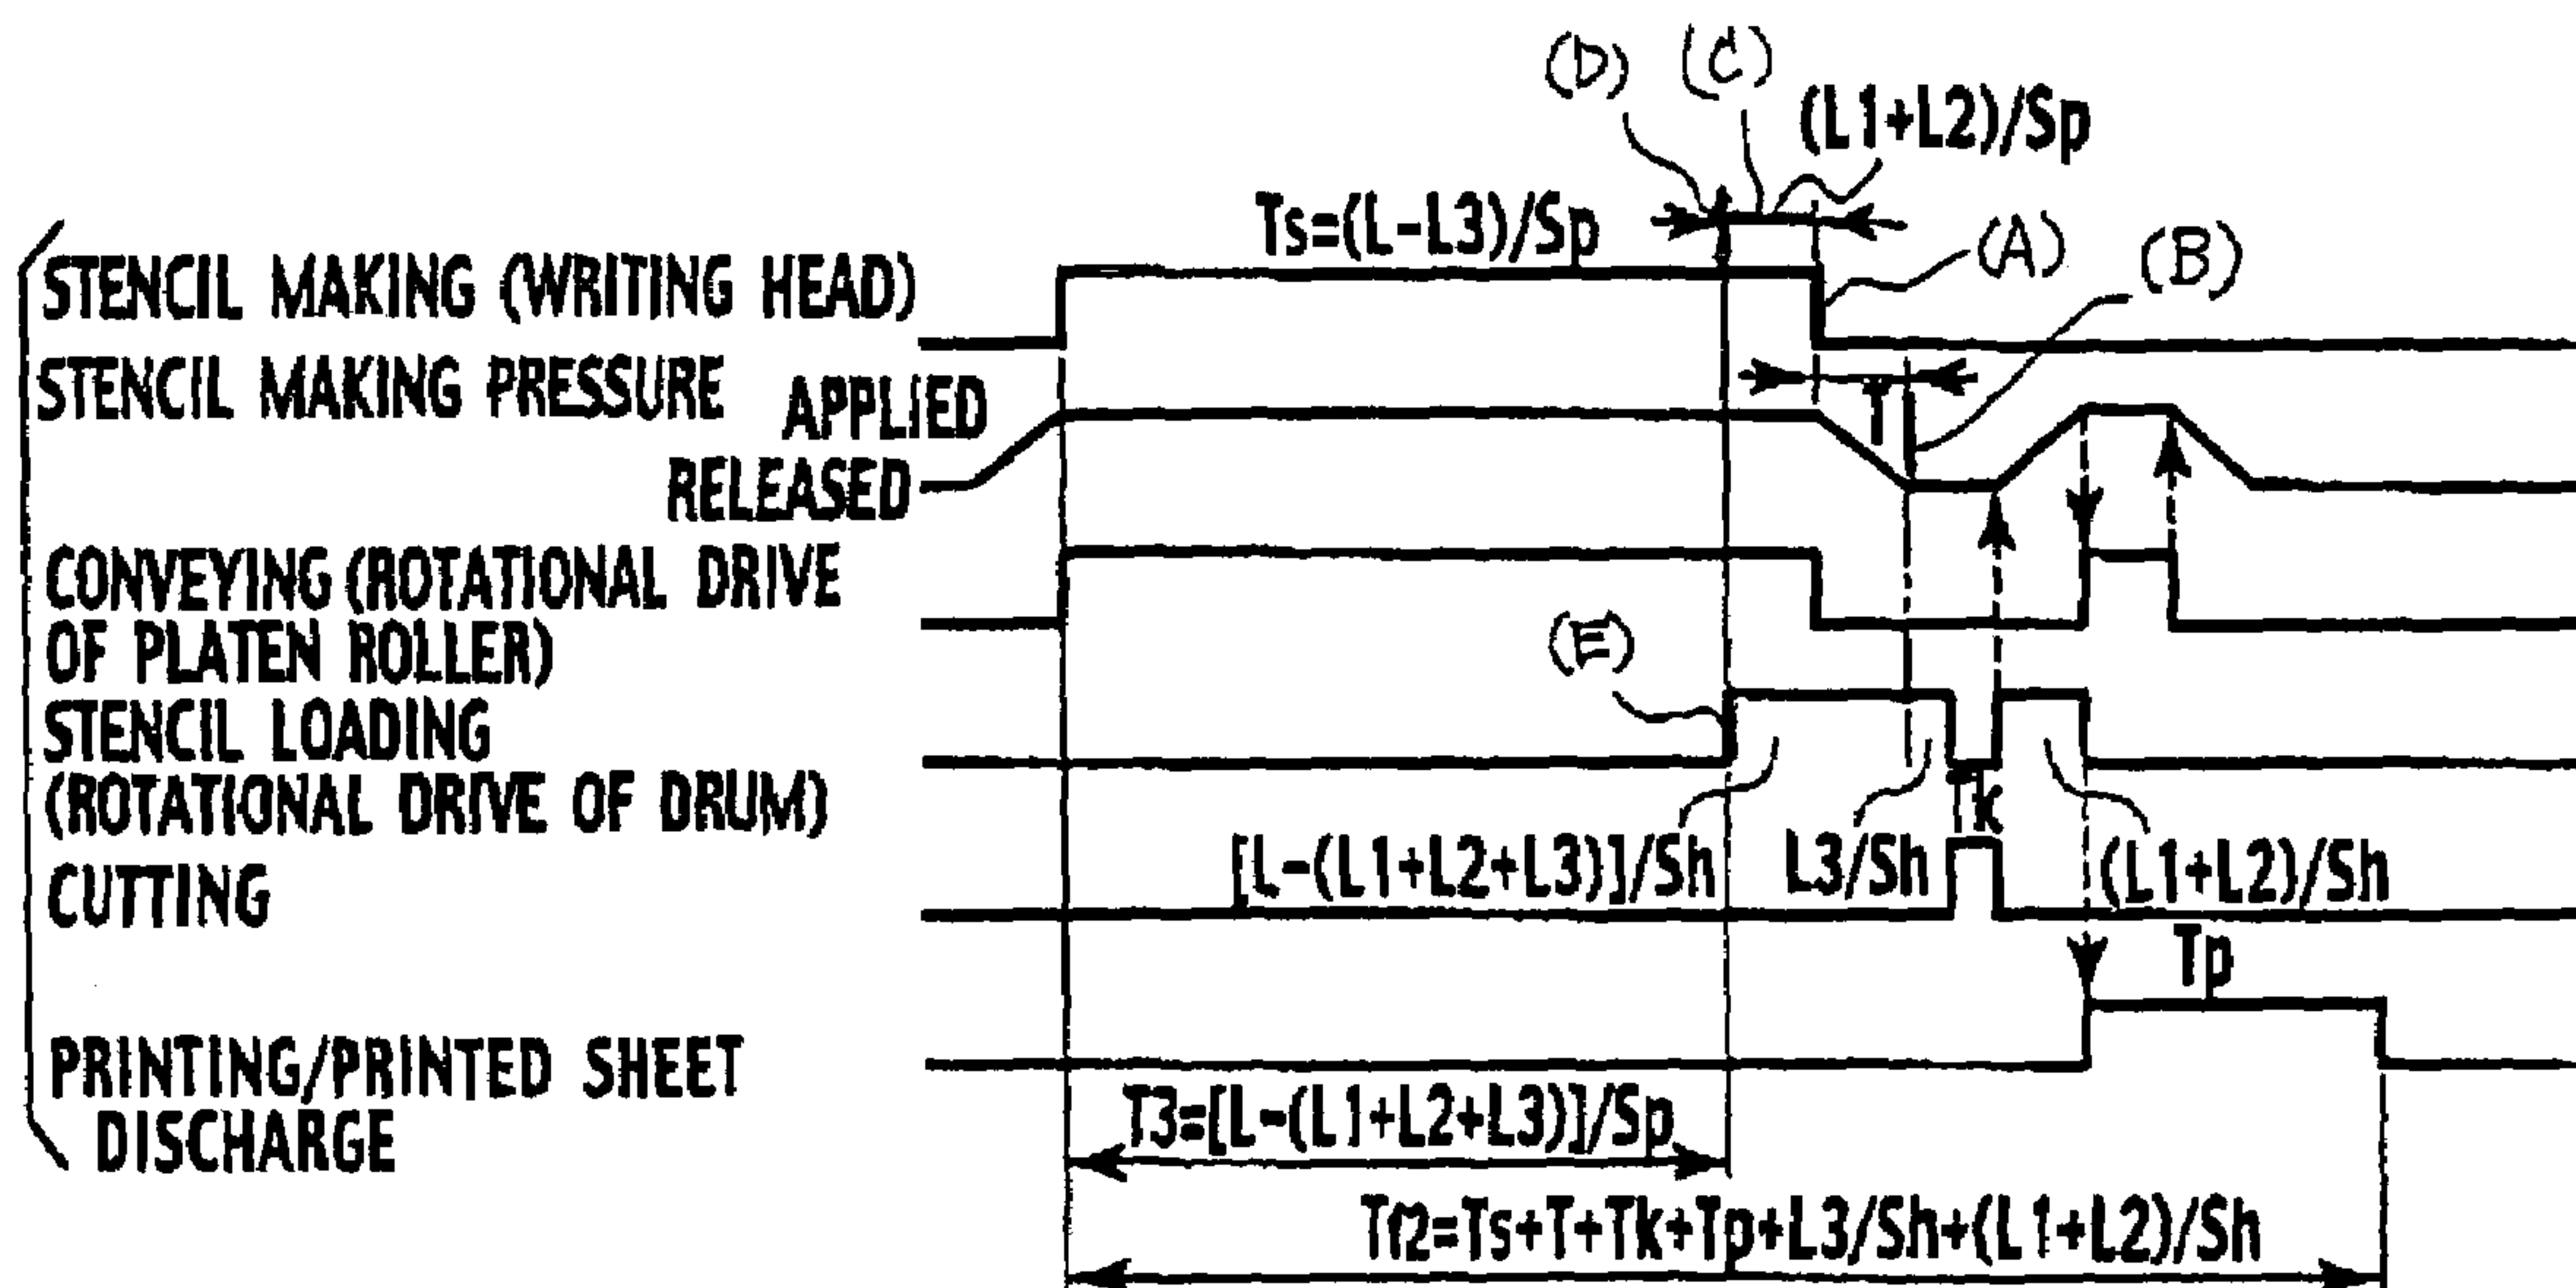 (D) (C)
(L1+L2)/Sp
Ts=(L-L3)/Sp
(A) (B)
STENCIL MAKING (WRITING HEAD)
STENCIL MAKING PRESSURE
APPLIED
T
RELEASED
CONVEYING (ROTATIONAL DRIVE
OF PLATEN ROLLER)
(E)
STENCIL LOADING
(ROTATIONAL DRIVE OF DRUM)
Tk
[L-(L1+L2+L3)]/Sh L3/Sh (L1+L2)/Sh
CUTTING
Tp
PRINTING/PRINTED SHEET
DISCHARGE
T3=[L-(L1+L2+L3)]/Sp
Tf2=Ts+T+Tk+Tp+L3/Sh+(L1+L2)/Sh